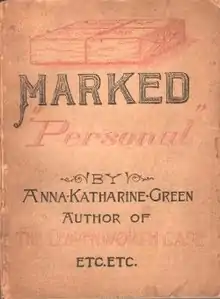 MARKED
"Personal"
BY
ANNA·KATHARINE·GREEN
AUTHOR OF
THE LEAVENWORTH CASE
ETC.ETC.